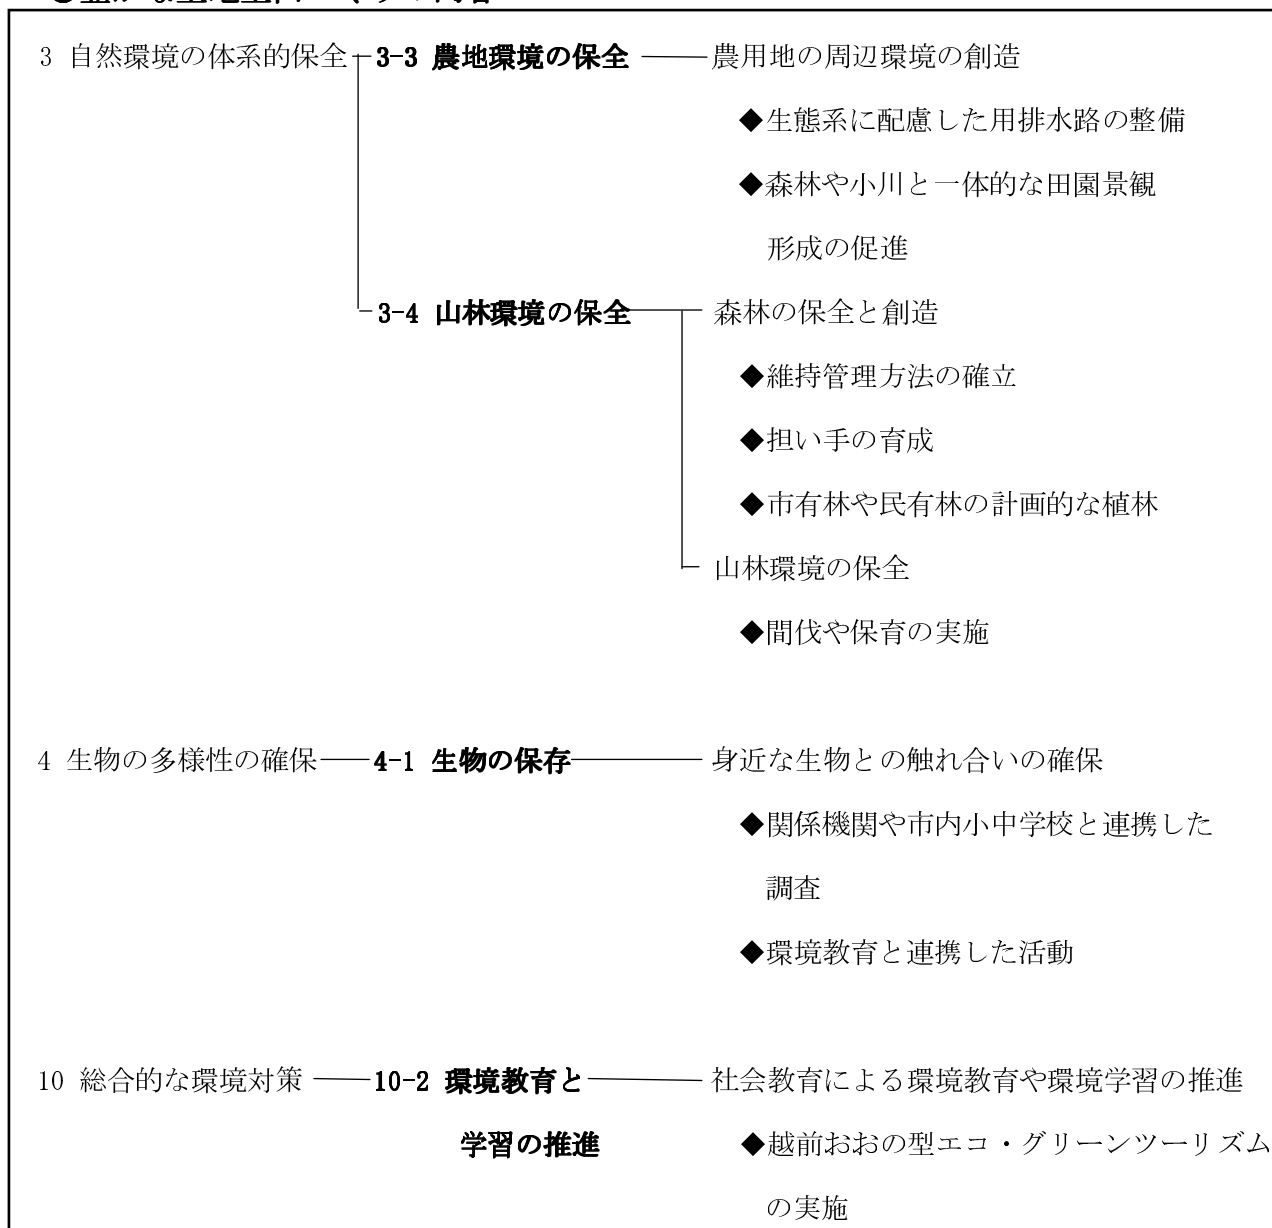 3 自然環境の体系的保全 3-3 農地環境の保全 農用地の周辺環境の創造
◆生態系に配慮した用排水路の整備
◆森林や小川と一体的な田園景観
形成の促進
3-4 山林環境の保全 森林の保全と創造
◆維持管理方法の確立
◆担い手の育成
◆市有林や民有林の計画的な植林
山林環境の保全
◆間伐や保育の実施
4 生物の多様性の確保 4-1 生物の保存 身近な生物との触れ合いの確保
◆関係機関や市内小中学校と連携した
調査
◆環境教育と連携した活動
10 総合的な環境対策 10-2 環境教育と 社会教育による環境教育や環境学習の推進
学習の推進 ◆越前おおの型エコ・グリーンツーリズム
の実施